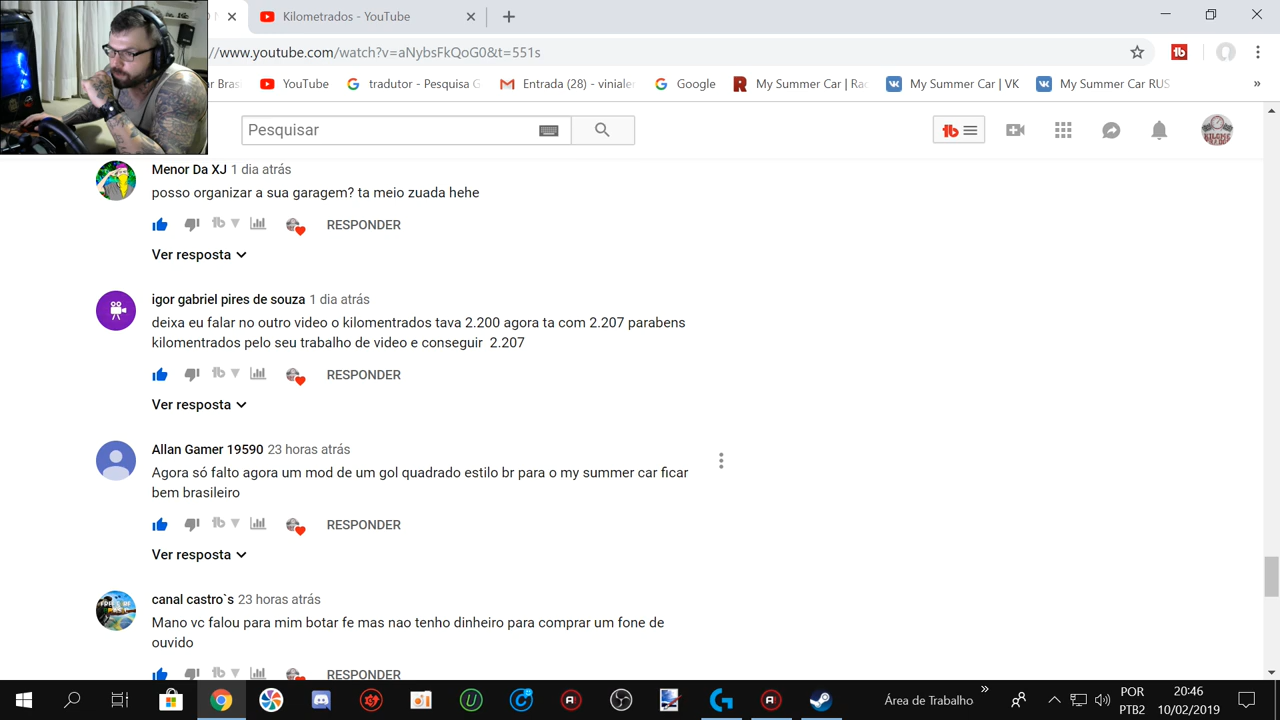 Kilometrados - YouTube
//www.youtube.com/watch?v=aNybsFkQoG0&t=551s
YouTube
tradutor - Pesquisa G
Entrada (28) - vinialer
Google
My Summer Car | Rac
My Summer Car | VK
My Summer Car RUS
»
Pesquisar
Menor Da XJ 1 dia atrás
posso organizar a sua garagem? ta meio zuada hehe
RESPONDER
Ver resposta
igor gabriel pires de souza 1 dia atrás
deixa eu falar no outro video o kilomentrados tava 2.200 agora ta com 2.207 parabens
kilomentrados pelo seu trabalho de video e conseguir 2.207
RESPONDER
Ver resposta
Allan Gamer 19590 23 horas atrás
Agora só falto agora um mod de um gol quadrado estilo br para o my summer car ficar
bem brasileiro
RESPONDER
Ver resposta
canal castro`s 23 horas atrás
Mano vc falou para mim botar fe mas nao tenho dinheiro para comprar um fone de
ouvido
RESPONDER
Área de Trabalho
»
POR
PTB2
20:46
10/02/2019